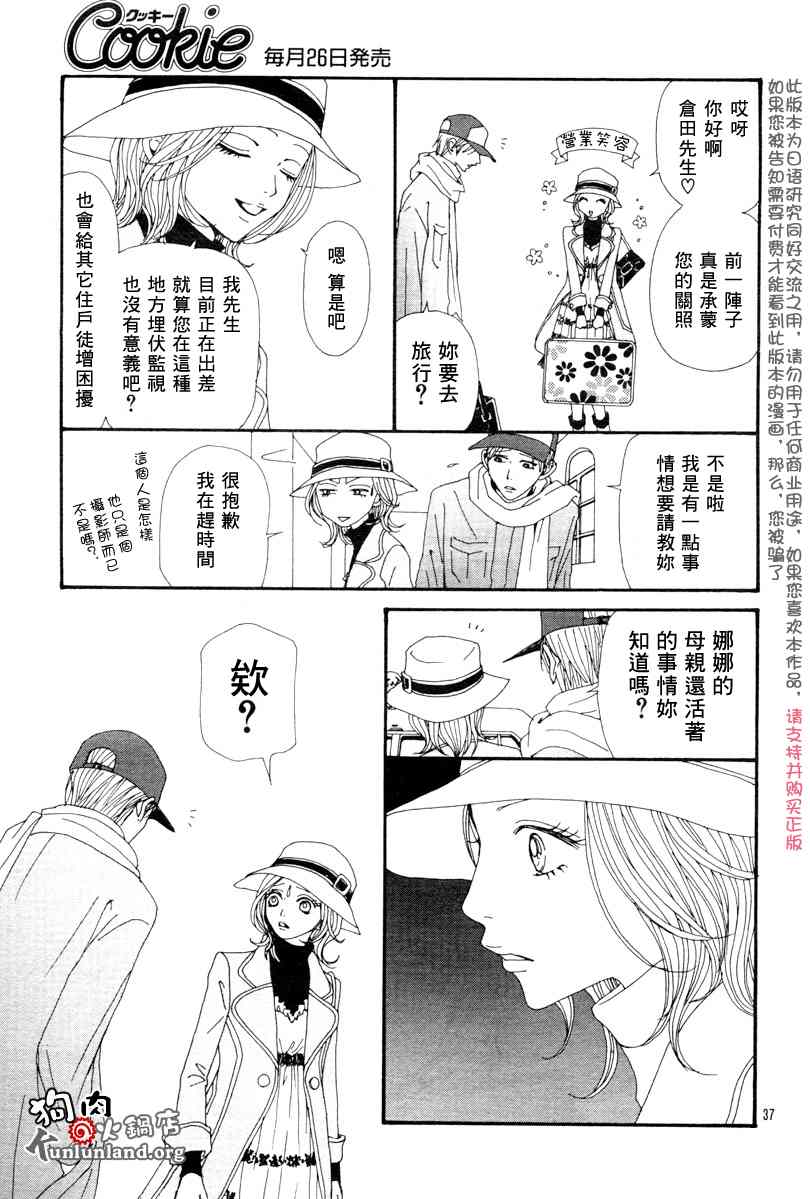 クッキー
Cookie 毎月26日発売
哎呀
你好啊
倉田先生♡
營業笑容
前一陣子
真是承蒙
您的關照
妳要去
旅行？
嗯 算是吧
我先生
目前正在出差
就算您在這種
地方埋伏監視
也沒有意義吧？
也會給其它住戶徒增困擾
不是啦
我是有一點事
情想要請教妳
很抱歉
我在趕時間
這個人是怎樣
他只是個
攝影師而已
不是嗎？
娜娜的
母親還活著
的事情妳
知道嗎？
欸？
此版本为日语研究同好交流之用，请勿用于任何商业用途，如果您喜欢本作品，请支持并购买正版
如果您被告知需要付费才能看到此版本的漫画，那么，您被骗了
37
狗肉
火鍋店
Kunlunland.org